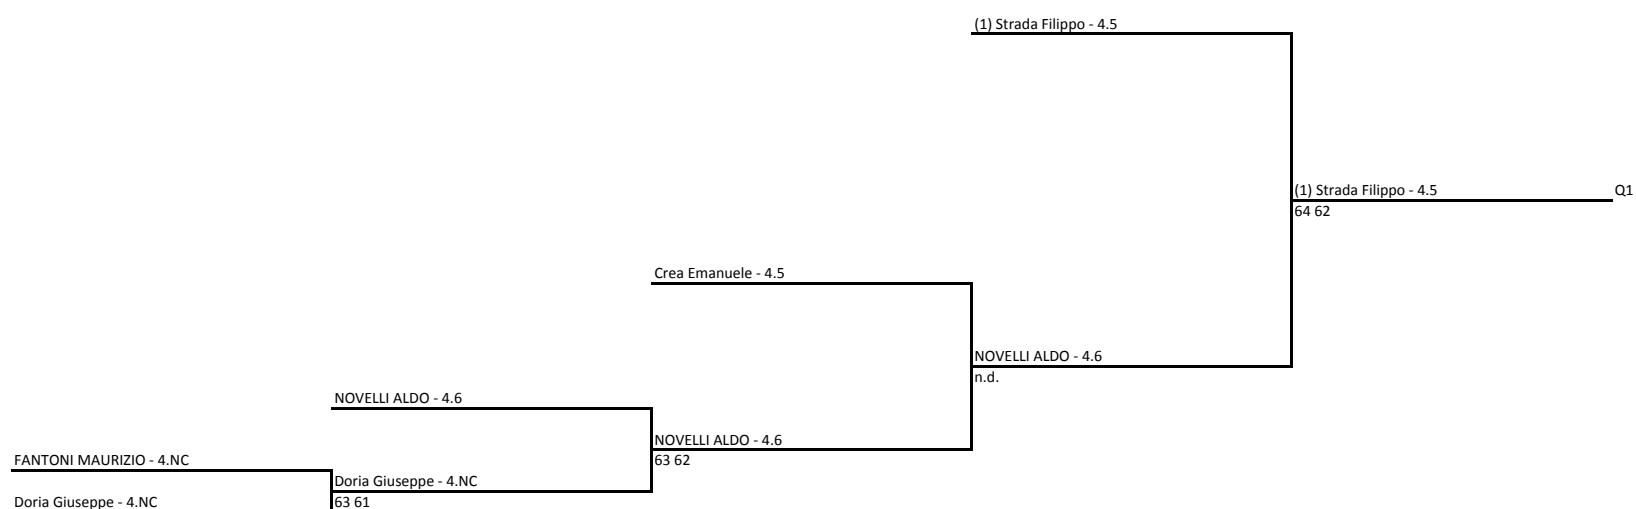 (1) Strada Filippo - 4.5
(1) Strada Filippo - 4.5
Q1
64 62
Crea Emanuele - 4.5
NOVELLI ALDO - 4.6
n.d.
NOVELLI ALDO - 4.6
NOVELLI ALDO - 4.6
63 62
FANTONI MAURIZIO - 4.NC
Doria Giuseppe - 4.NC
Doria Giuseppe - 4.NC
63 61